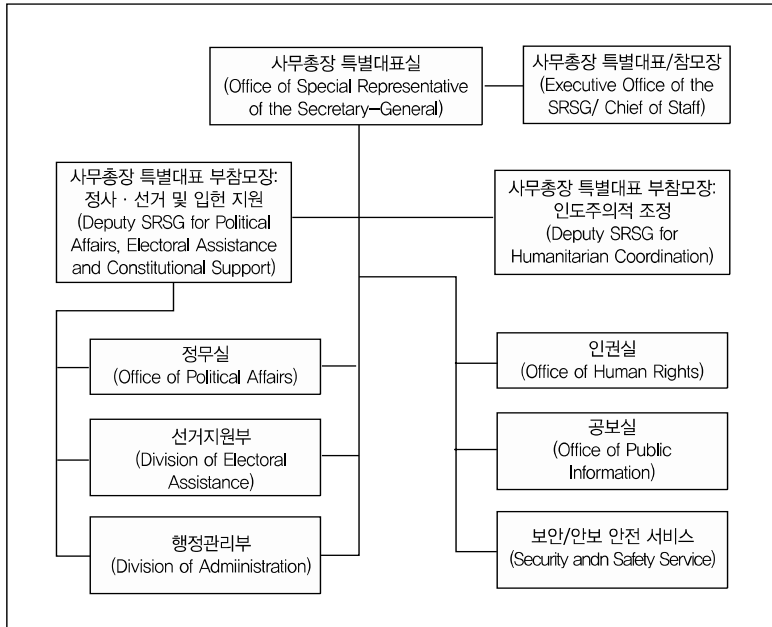 사무총장 특별대표실
(Office of Special Representative
of the Secretary-General)
사무총장 특별대표/참모장
(Executive Office of the
SRSG/ Chief of Staff)
사무총장 특별대표 부참모장:
정사 · 선거 및 입헌 지원
(Deputy SRSG for Political
Affairs, Electoral Assistance
and Constitutional Support)
사무총장 특별대표 부참모장:
인도주의적 조정
(Deputy SRSG for
Humanitarian Coordination)
정무실
(Office of Political Affairs)
인권실
(Office of Human Rights)
선거지원부
(Division of Electoral
Assistance)
공보실
(Office of Public
Information)
행정관리부
(Division of Admiinistration)
보안/안보 안전 서비스
(Security andn Safety Service)